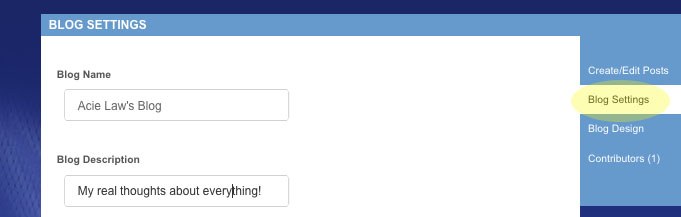 BLOG SETTINGS
Blog Name
Acie Law's Blog
Blog Description
My real thoughts about everything!
Create/Edit Posts
Blog Settings
Blog Design
Contributors (1)